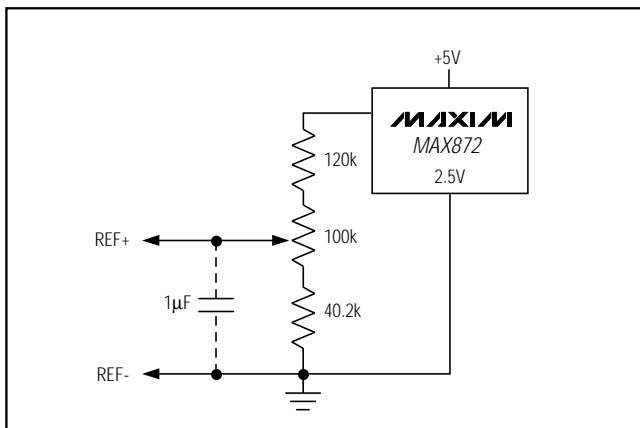 +5V
MAXIM
MAX872
2.5V
120k
100k
REF+
1μF
40.2k
REF-